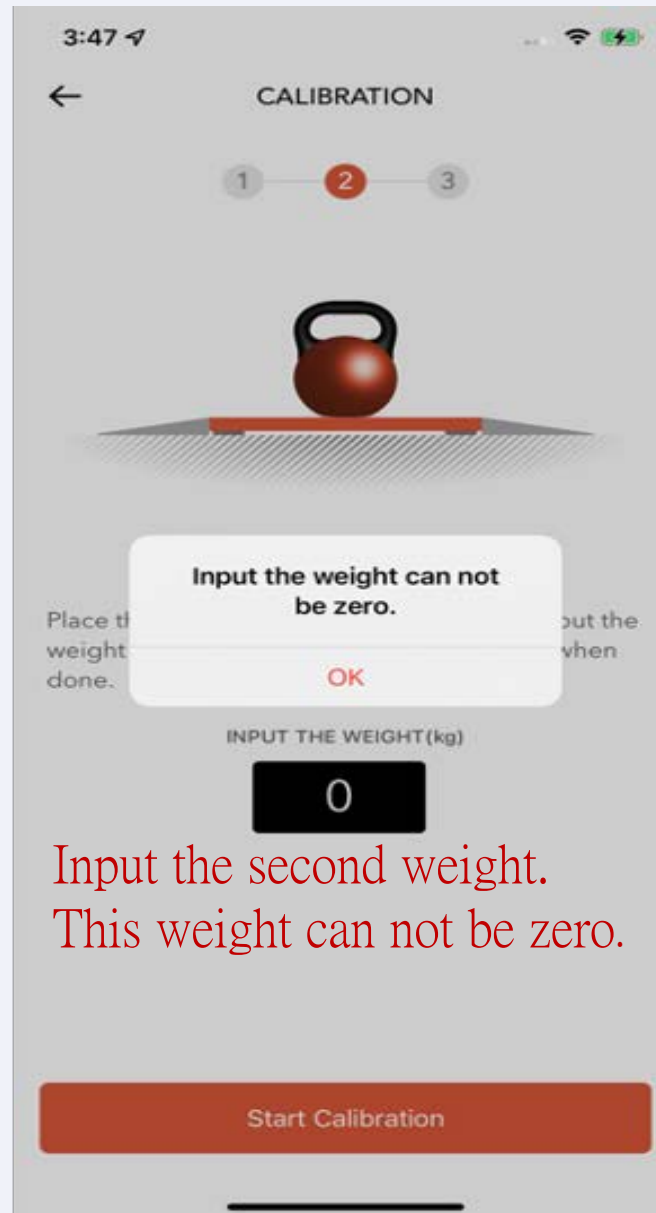 3:47
CALIBRATION
1 2 3
Input the weight can not
be zero.
Place out the
weight when
done.
OK
INPUT THE WEIGHT(kg)
0
Input the second weight.
This weight can not be zero.
Start Calibration